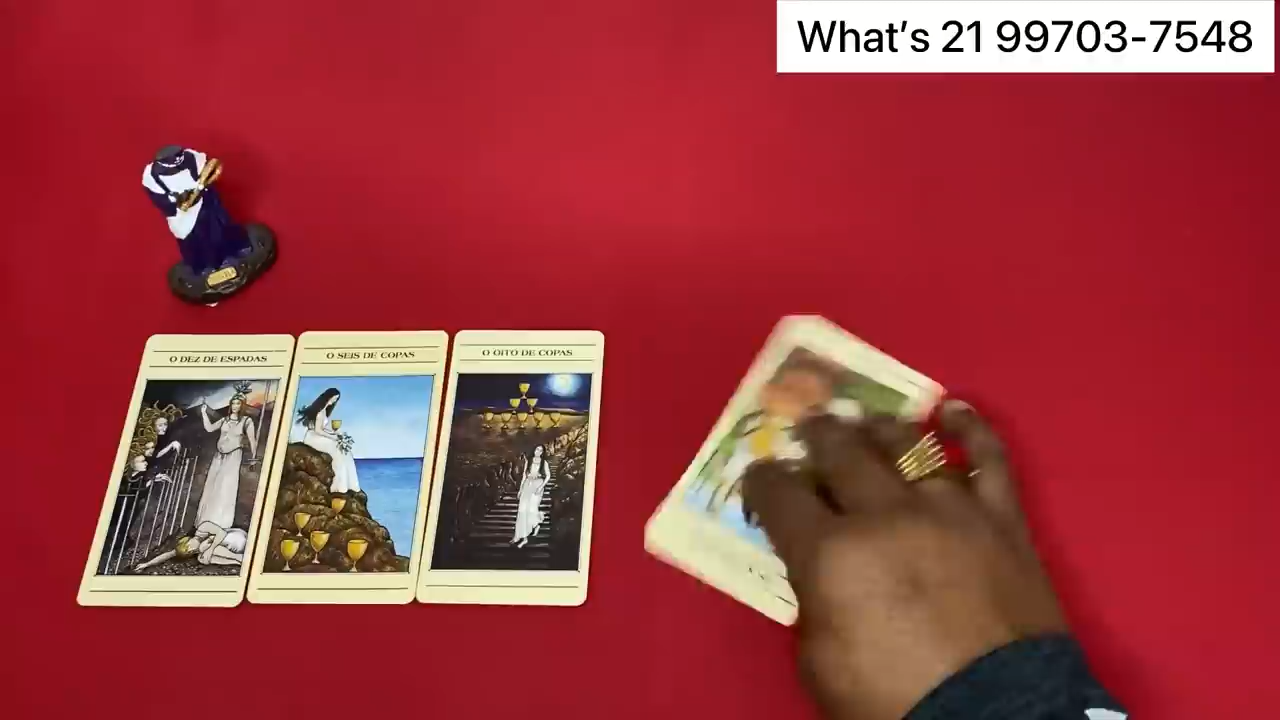 What's 21 99703-7548
O DEZ DE ESPADAS
O SEIS DE COPAS
O OITO DE COPAS